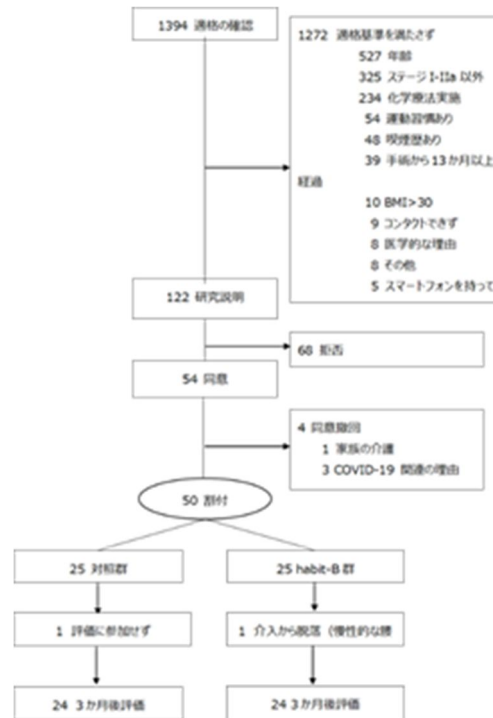 1394 適格の確認
1272 適格基準を満たさず
527 年齢
325 ステージ I-IIa 以外
234 化学療法実施
54 運動習慣あり
48 喫煙歴あり
39 手術から 13 か月以上
経過
10 BMI>30
9 コンタクトできず
8 医学的な理由
8 その他
5 スマートフォンを持って
122 研究説明
68 拒否
54 同意
4 同意撤回
1 家族の介護
3 COVID-19 関連の理由
50 割付
25 対照群
25 habit-B 群
1 評価に参加せず
1 介入から脱落（慢性的な腰
24 3 か月後評価
24 3 か月後評価